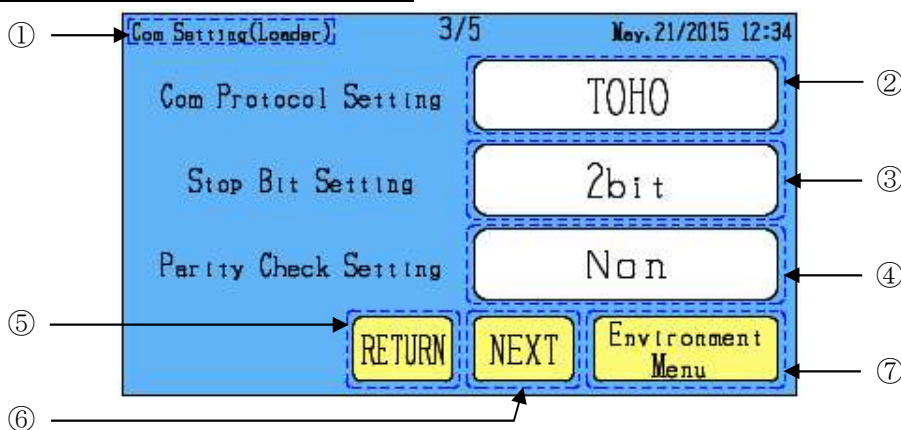 ① Com Setting(Loader) 3/5 May.21/2015 12:34
Com Protocol Setting TOHO ②
Stop Bit Setting 2bit ③
Parity Check Setting Non ④
⑤ RETURN NEXT Environment Menu ⑦
⑥